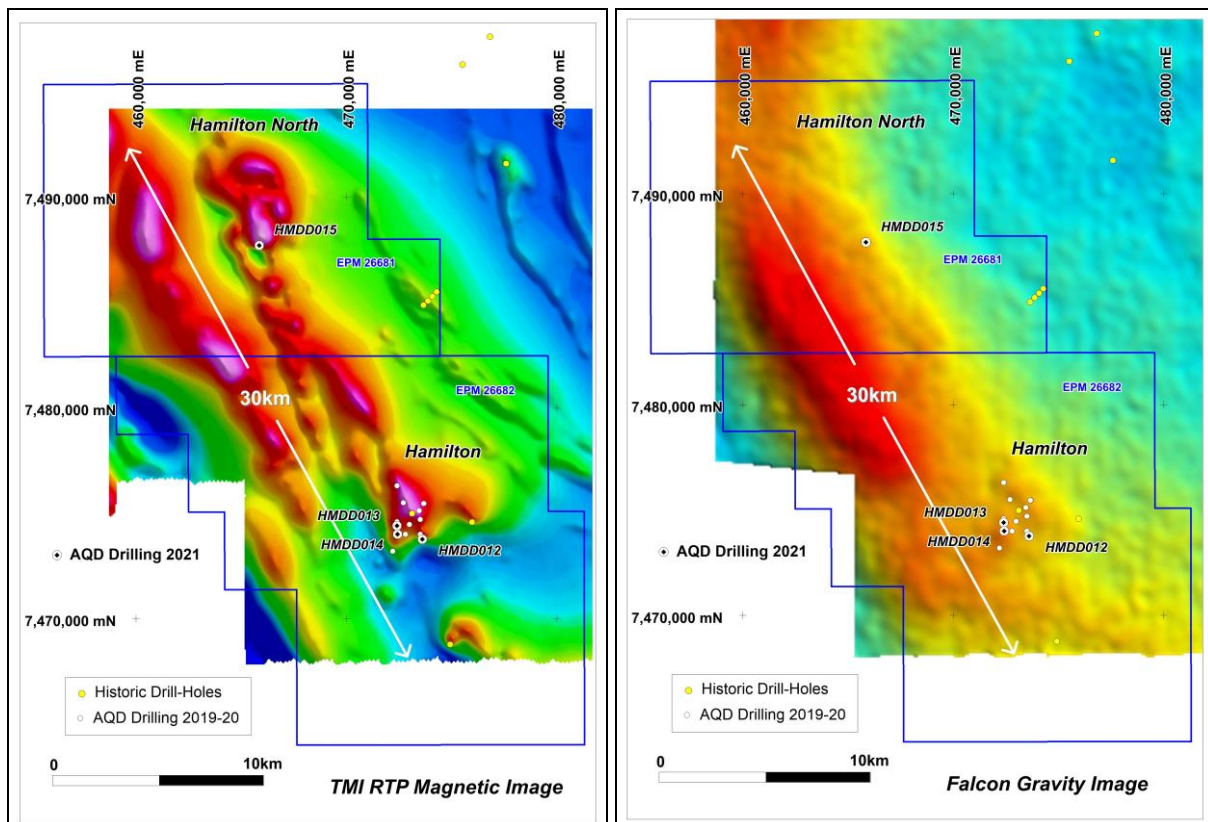 460,000 mE
470,000 mE
480,000 mE
Hamilton North
7,490,000 mN
HMDD015
EPM 26681
EPM 26682
30km
7,480,000 mN
Hamilton
HMDD013
HMDD014
HMDD012
AQD Drilling 2021
7,470,000 mN
Historic Drill-Holes
AQD Drilling 2019-20
0
10km
TMI RTP Magnetic Image
460,000 mE
470,000 mE
480,000 mE
Hamilton North
7,490,000 mN
HMDD015
EPM 26681
EPM 26682
30km
7,480,000 mN
Hamilton
HMDD013
HMDD014
HMDD012
AQD Drilling 2021
7,470,000 mN
Historic Drill-Holes
AQD Drilling 2019-20
0
10km
Falcon Gravity Image